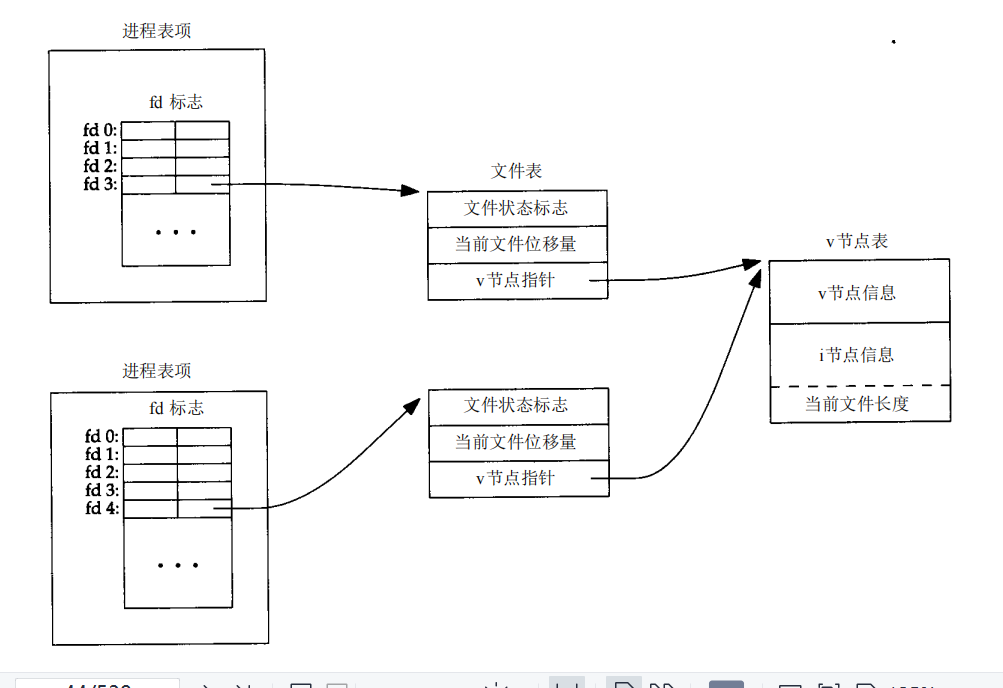 进程表项
fd 标志
fd 0:
fd 1:
fd 2:
fd 3:
文件表
文件状态标志
当前文件位移量
v节点指针
v节点表
v节点信息
i节点信息
当前文件长度
进程表项
fd 标志
fd 0:
fd 1:
fd 2:
fd 3:
fd 4:
文件状态标志
当前文件位移量
v节点指针